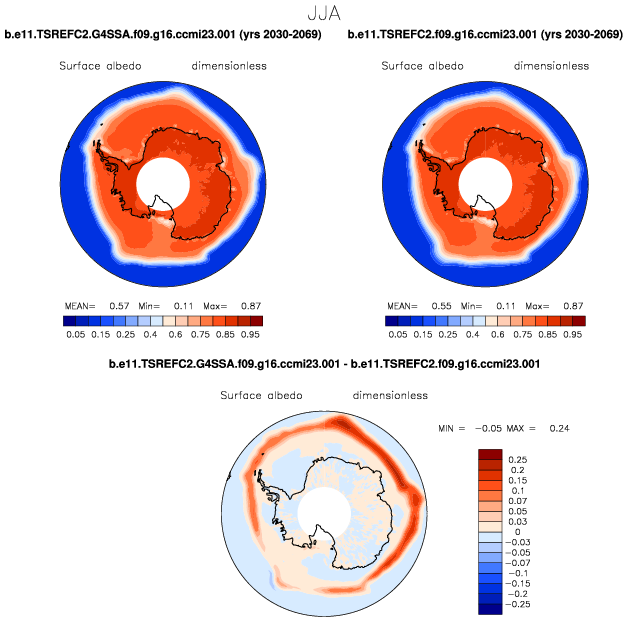 JJA
b.e11.TSREFC2.G4SSA.f09.g16.ccmi23.001 (yrs 2030-2069)
b.e11.TSREFC2.f09.g16.ccmi23.001 (yrs 2030-2069)
Surface albedo dimensionless
Surface albedo dimensionless
MEAN= 0.57 Min= 0.11 Max= 0.87
MEAN= 0.55 Min= 0.11 Max= 0.87
0.05 0.15 0.25 0.4 0.6 0.75 0.85 0.95
0.05 0.15 0.25 0.4 0.6 0.75 0.85 0.95
b.e11.TSREFC2.G4SSA.f09.g16.ccmi23.001 - b.e11.TSREFC2.f09.g16.ccmi23.001
Surface albedo dimensionless
MIN = -0.05 MAX = 0.24
0.25
0.2
0.15
0.1
0.07
0.05
0.03
0
-0.03
-0.05
-0.07
-0.1
-0.15
-0.2
-0.25